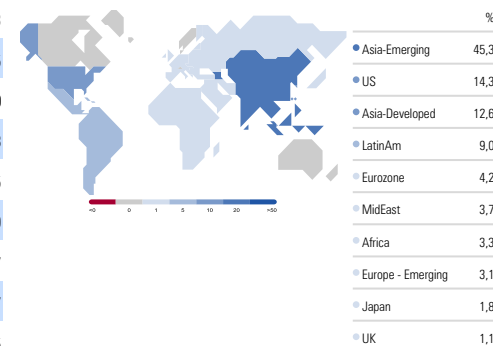 %
Asia-Emerging 45,3
US 14,3
Asia-Developed 12,6
LatinAm 9,0
Eurozone 4,2
MidEast 3,7
Africa 3,3
Europe - Emerging 3,1
Japan 1,8
UK 1,1
<0 0 1 5 10 20 >50